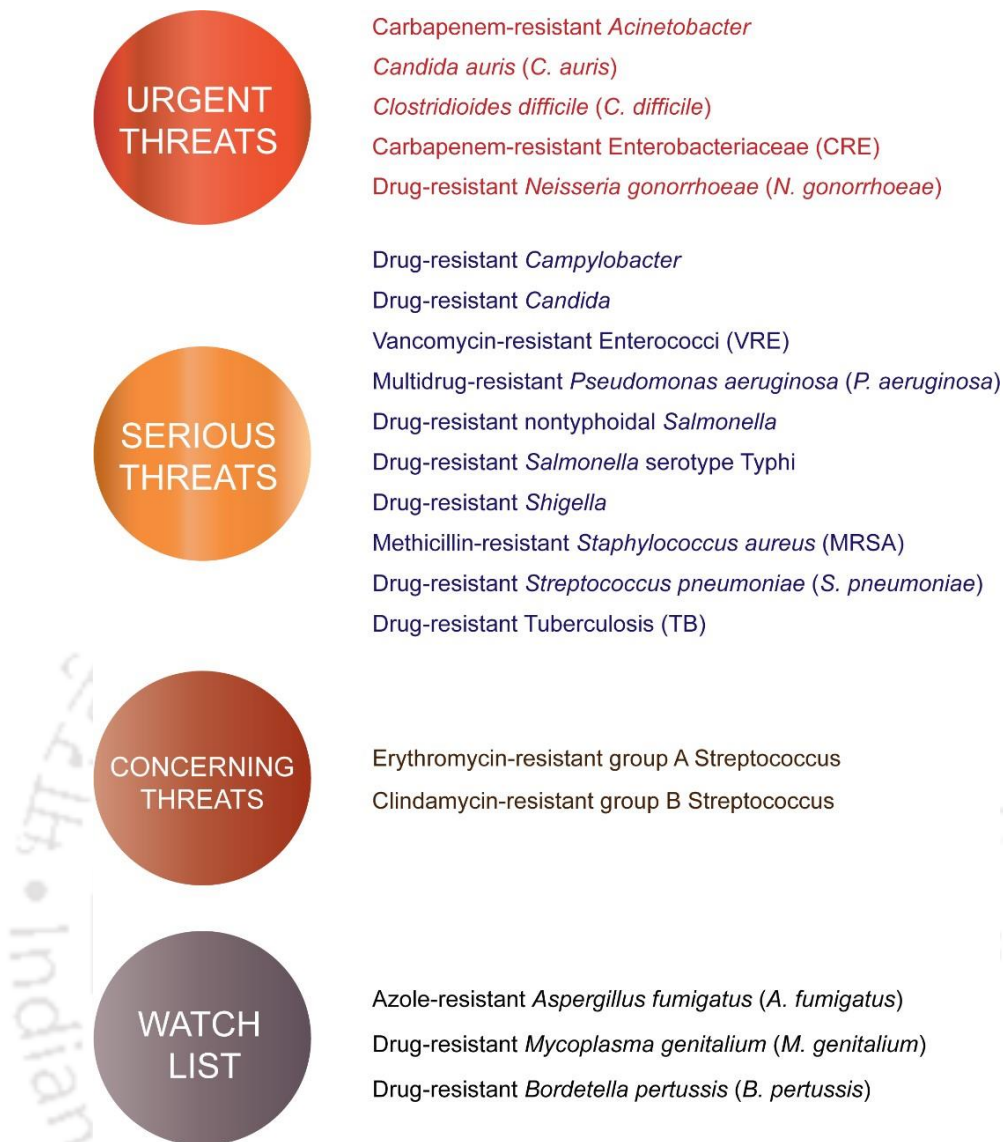 URGENT
THREATS
Carbapenem-resistant Acinetobacter
Candida auris (C. auris)
Clostridioides difficile (C. difficile)
Carbapenem-resistant Enterobacteriaceae (CRE)
Drug-resistant Neisseria gonorrhoeae (N. gonorrhoeae)
SERIOUS
THREATS
Drug-resistant Campylobacter
Drug-resistant Candida
Vancomycin-resistant Enterococci (VRE)
Multidrug-resistant Pseudomonas aeruginosa (P. aeruginosa)
Drug-resistant nontyphoidal Salmonella
Drug-resistant Salmonella serotype Typhi
Drug-resistant Shigella
Methicillin-resistant Staphylococcus aureus (MRSA)
Drug-resistant Streptococcus pneumoniae (S. pneumoniae)
Drug-resistant Tuberculosis (TB)
CONCERNING
THREATS
Erythromycin-resistant group A Streptococcus
Clindamycin-resistant group B Streptococcus
WATCH
LIST
Azole-resistant Aspergillus fumigatus (A. fumigatus)
Drug-resistant Mycoplasma genitalium (M. genitalium)
Drug-resistant Bordetella pertussis (B. pertussis)
Indian